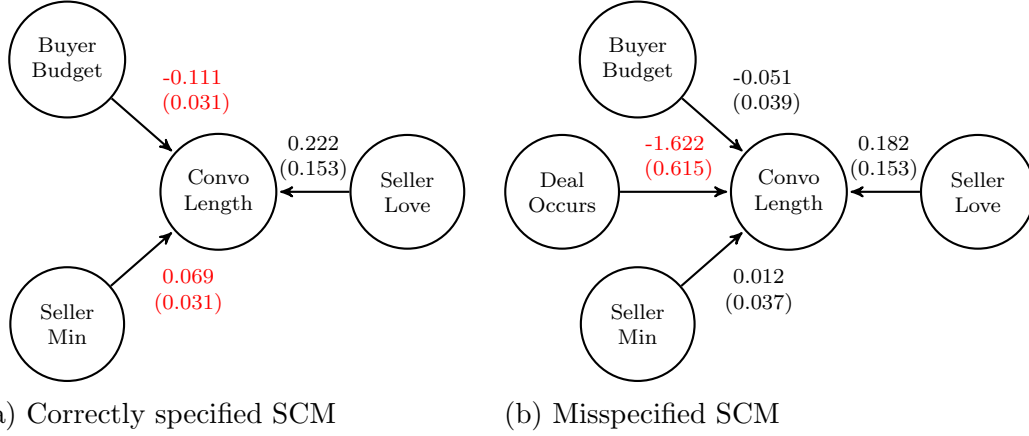 Buyer
Budget
-0.111
(0.031)
0.222
(0.153)
Convo
Length
Seller
Love
0.069
(0.031)
Seller
Min
) Correctly specified SCM
Buyer
Budget
-0.051
(0.039)
-1.622
(0.615)
0.182
(0.153)
Deal
Occurs
Convo
Length
Seller
Love
0.012
(0.037)
Seller
Min
(b) Misspecified SCM